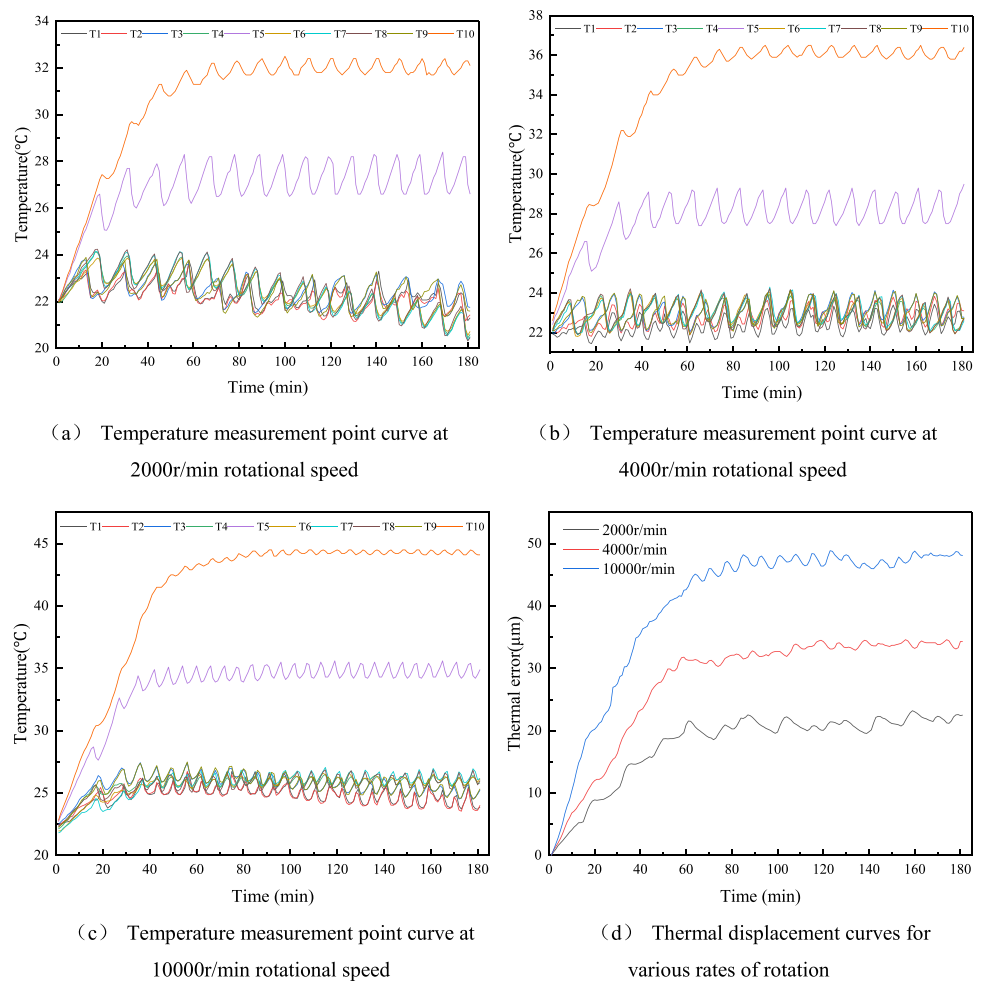 34
32
30
28
26
24
22
20
Temperature(℃)
T1 T2 T3 T4 T5 T6 T7 T8 T9 T10
0 20 40 60 80 100 120 140 160 180
Time (min)
（a） Temperature measurement point curve at
2000r/min rotational speed
38
36
34
32
30
28
26
24
22
Temperature(℃)
T1 T2 T3 T4 T5 T6 T7 T8 T9 T10
0 20 40 60 80 100 120 140 160 180
Time (min)
（b） Temperature measurement point curve at
4000r/min rotational speed
45
40
35
30
25
20
Temperature(℃)
T1 T2 T3 T4 T5 T6 T7 T8 T9 T10
0 20 40 60 80 100 120 140 160 180
Time (min)
（c） Temperature measurement point curve at
10000r/min rotational speed
50
40
30
20
10
0
Thermal error(μm)
2000r/min
4000r/min
10000r/min
0 20 40 60 80 100 120 140 160 180
Time (min)
（d） Thermal displacement curves for
various rates of rotation